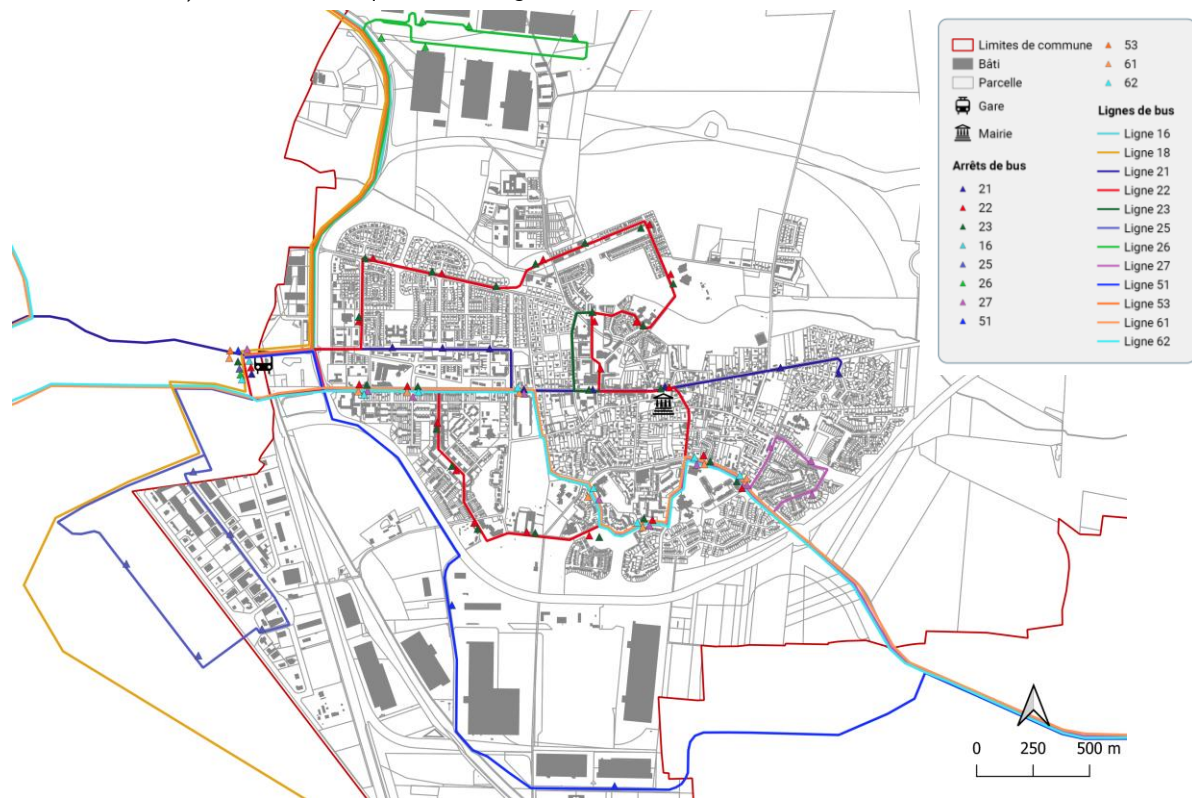 Limites de commune
Bâti
Parcelle
Gare
Mairie
Arrêts de bus
21
22
23
16
25
26
27
51
53
61
62
Lignes de bus
Ligne 16
Ligne 18
Ligne 21
Ligne 22
Ligne 23
Ligne 25
Ligne 26
Ligne 27
Ligne 51
Ligne 53
Ligne 61
Ligne 62
0 250 500 m